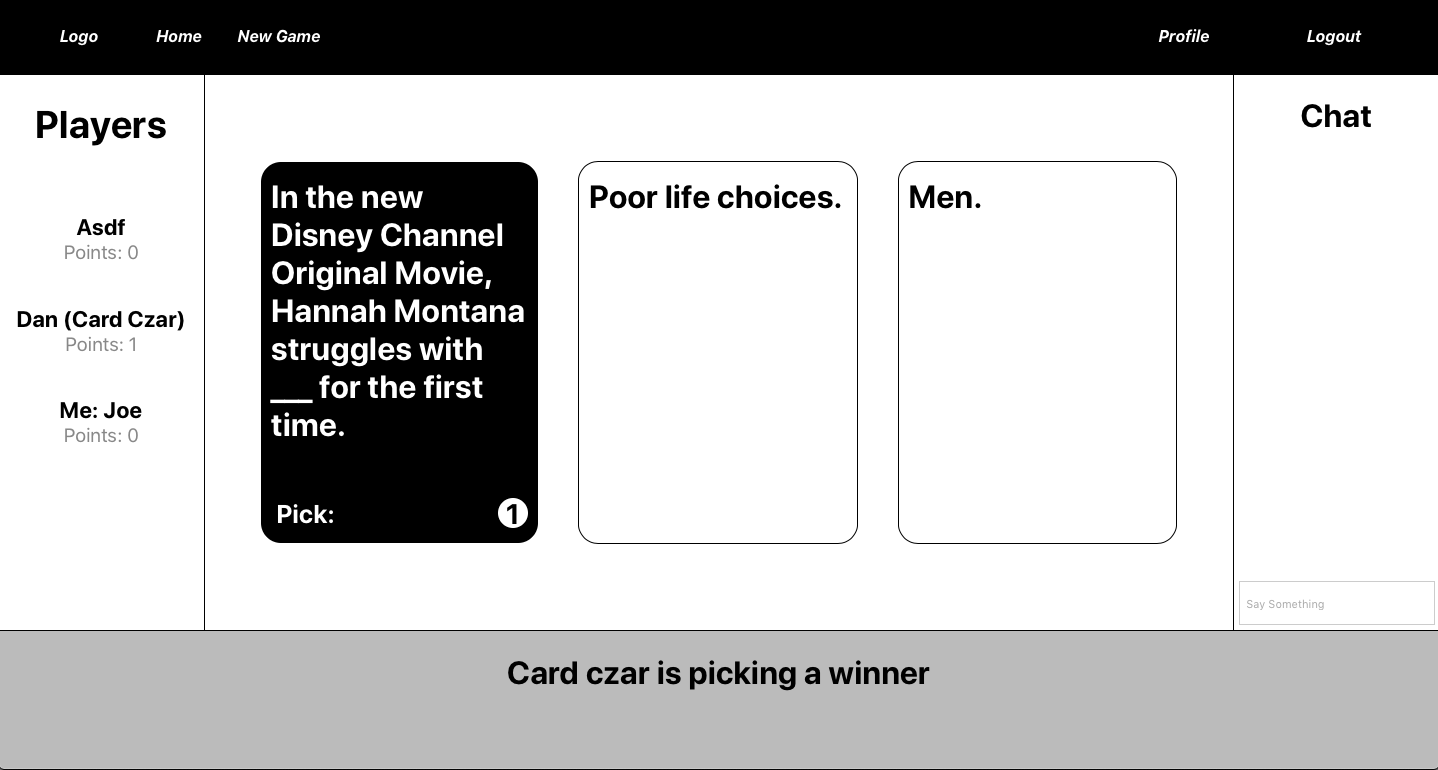 Logo Home New Game Profile Logout
Players
Asdf
Points: 0
Dan (Card Czar)
Points: 1
Me: Joe
Points: 0
In the new
Disney Channel
Original Movie,
Hannah Montana
struggles with
___ for the first
time.
Pick: 1
Poor life choices.
Men.
Chat
Say Something
Card czar is picking a winner